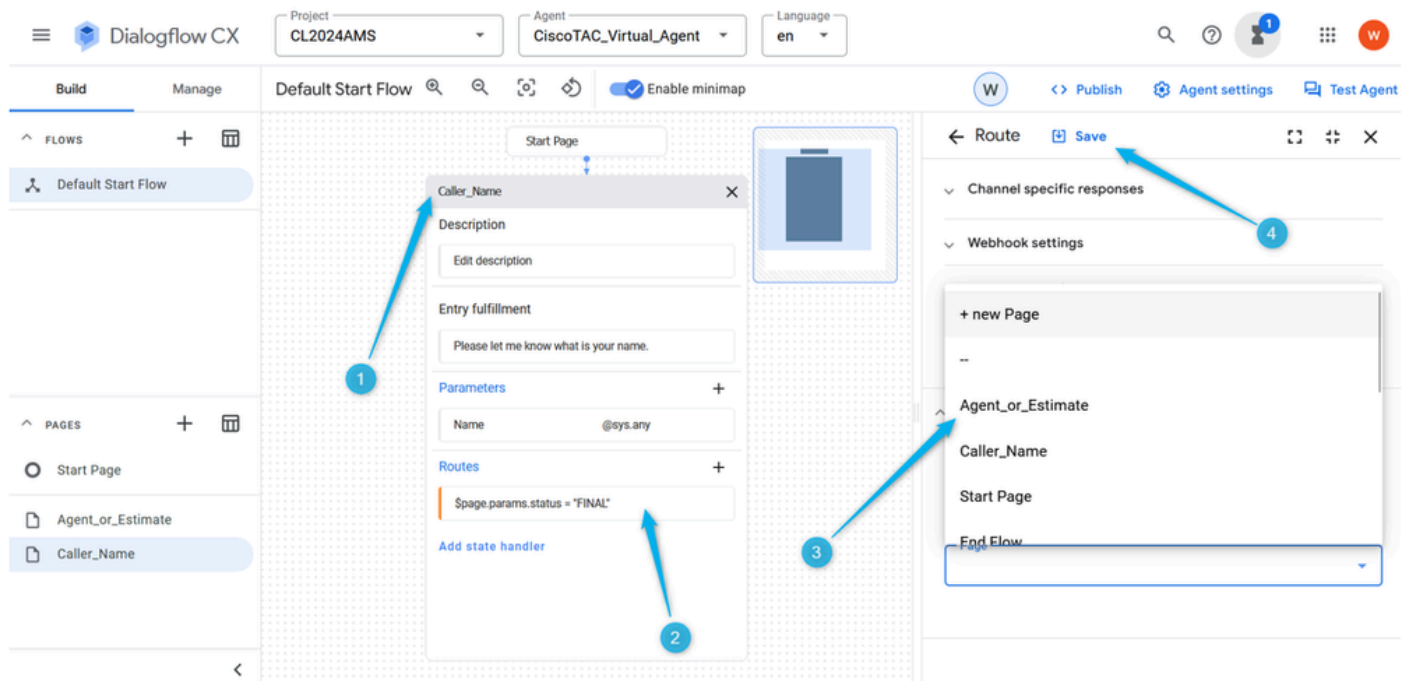 Dialogflow CX
Project
CL2024AMS
Agent
CiscoTAC_Virtual_Agent
Language
en
1
W
Build
Manage
Default Start Flow
Enable minimap
W
<> Publish
Agent settings
Test Agent
FLOWS
Default Start Flow
PAGES
Start Page
Agent_or_Estimate
Caller_Name
Start Page
Caller_Name
Description
Edit description
Entry fulfillment
Please let me know what is your name.
Parameters
Name @sys.any
Routes
$page.params.status = "FINAL"
Add state handler
1
2
Route
Save
Channel specific responses
4
Webhook settings
+ new Page
--
Agent_or_Estimate
Caller_Name
Start Page
End Flow
Page
3